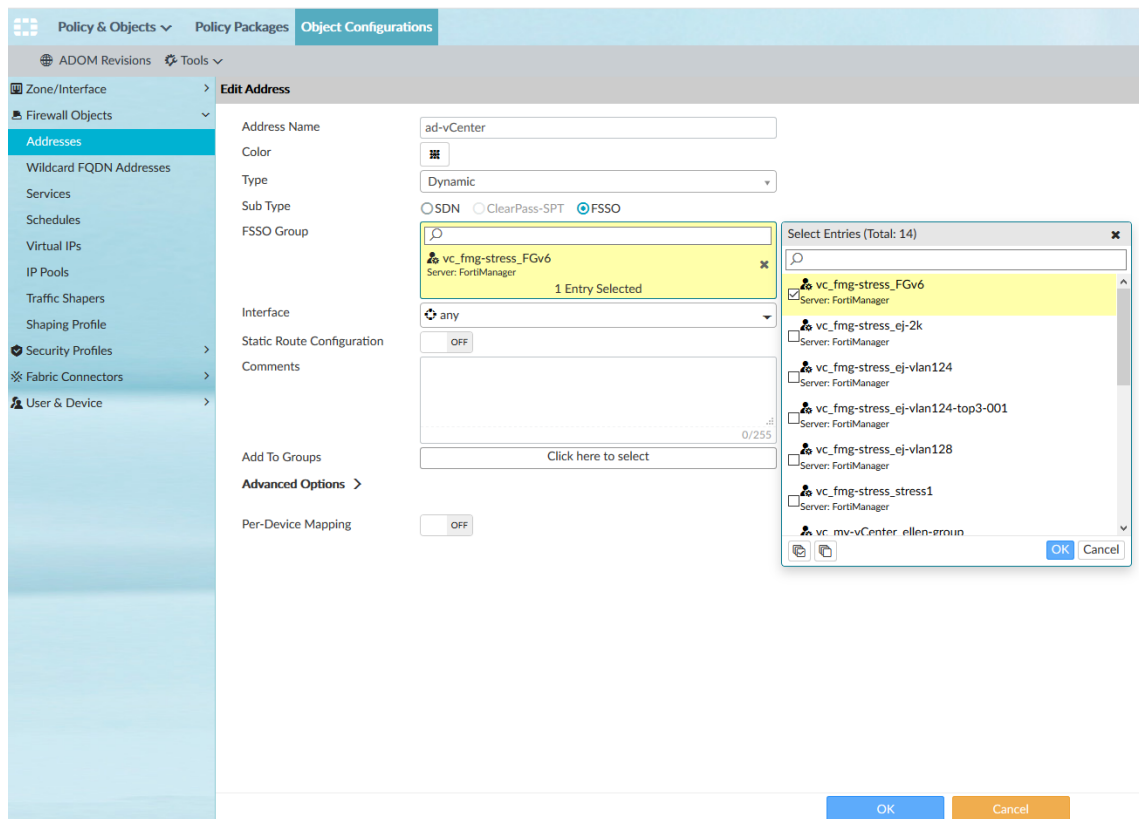 Policy & Objects
Policy Packages
Object Configurations
ADOM Revisions
Tools
Zone/Interface
Firewall Objects
Addresses
Wildcard FQDN Addresses
Services
Schedules
Virtual IPs
IP Pools
Traffic Shapers
Shaping Profile
Security Profiles
Fabric Connectors
User & Device
Edit Address
Address Name
ad-vCenter
Color
Type
Dynamic
Sub Type
SDN
ClearPass-SPT
FSSO
FSSO Group
vc_fmg-stress_FGv6
Server: FortiManager
1 Entry Selected
Interface
any
Static Route Configuration
OFF
Comments
0/255
Add To Groups
Click here to select
Advanced Options
Per-Device Mapping
OFF
Select Entries (Total: 14)
vc_fmg-stress_FGv6
Server: FortiManager
vc_fmg-stress_ej-2k
Server: FortiManager
vc_fmg-stress_ej-vlan124
Server: FortiManager
vc_fmg-stress_ej-vlan124-top3-001
Server: FortiManager
vc_fmg-stress_ej-vlan128
Server: FortiManager
vc_fmg-stress_stress1
Server: FortiManager
vc_my-vCenter_ellen-group
OK
Cancel
OK
Cancel